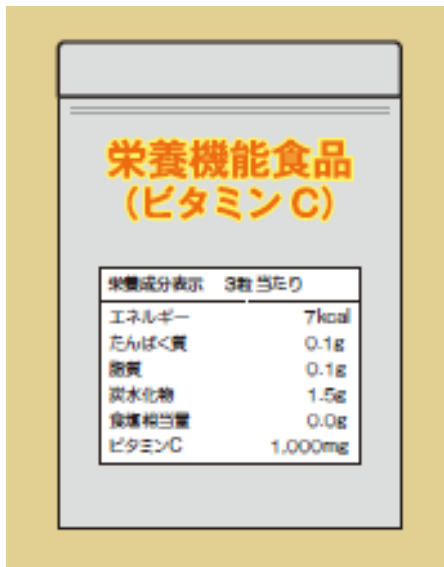 栄養機能食品
(ビタミンC)
栄養成分表示 3粒当たり
エネルギー 7kcal
たんぱく質 0.1g
脂質 0.1g
炭水化物 1.5g
食塩相当量 0.0g
ビタミンC 1,000mg